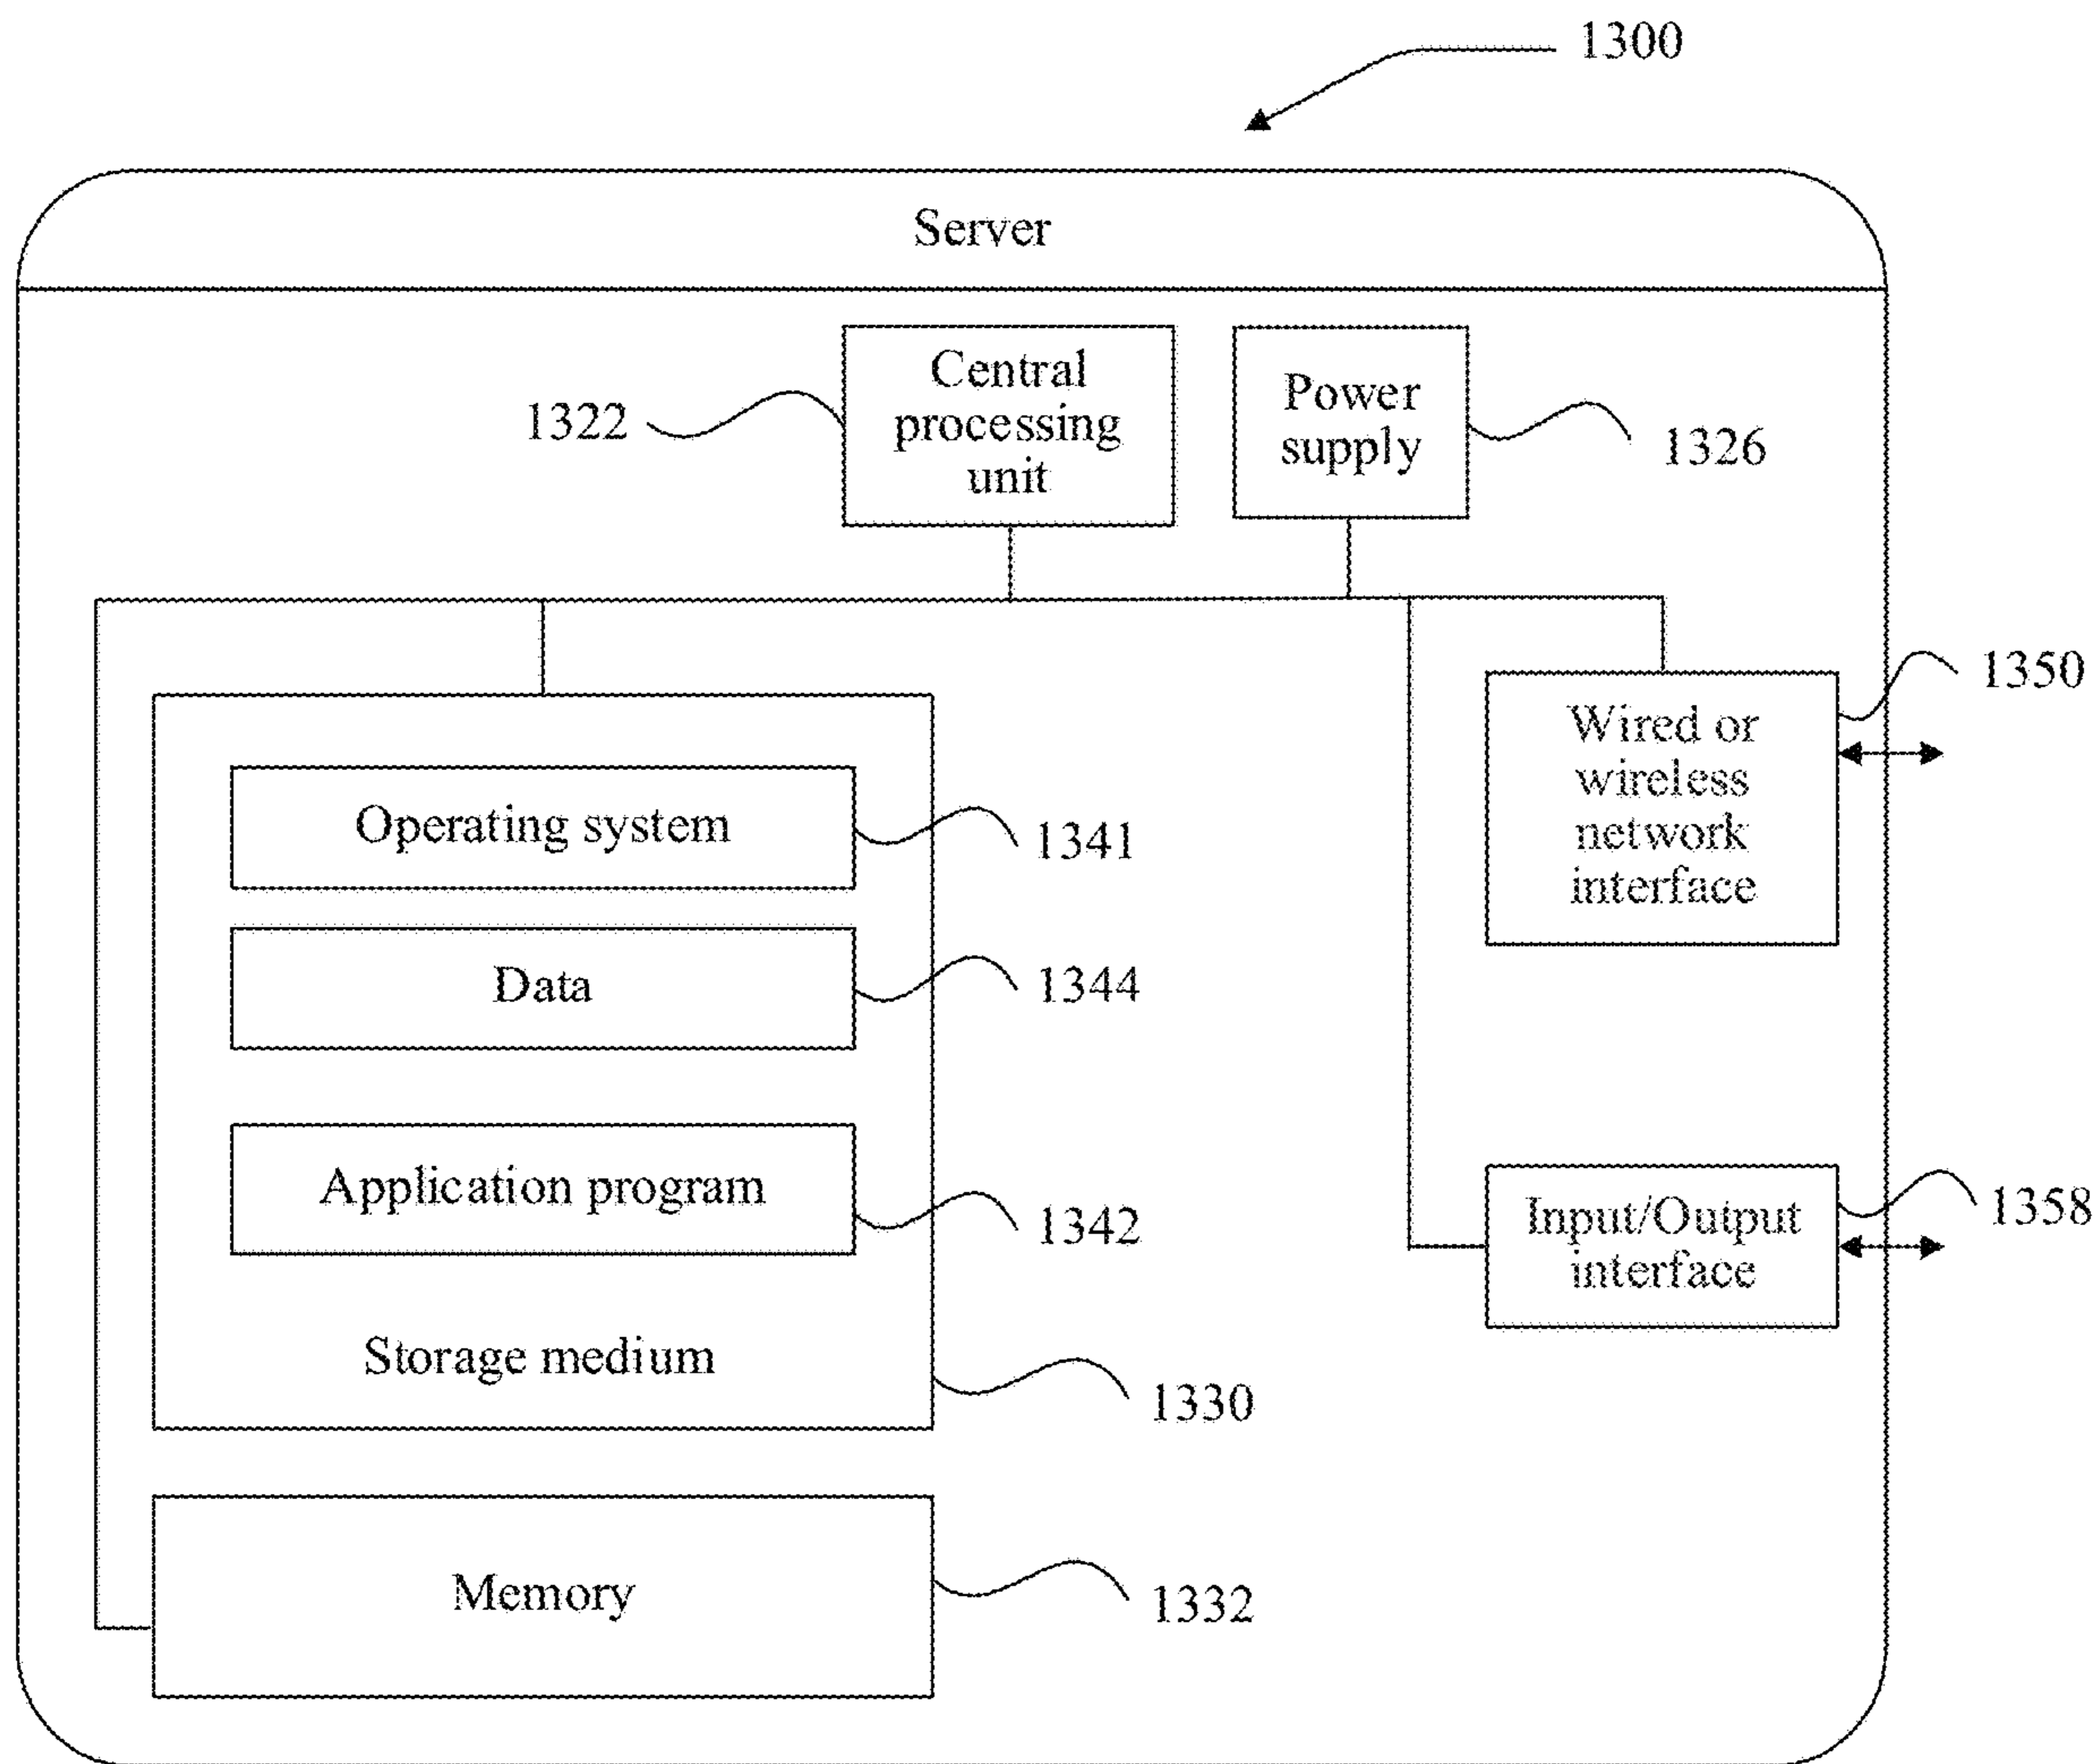 1300
Server
Central
processing
unit
1322
Power
supply
1326
Wired or
wireless
network
interface
1350
Operating system
1341
Data
1344
Application program
1342
Input/Output
interface
1358
Storage medium
1330
Memory
1332